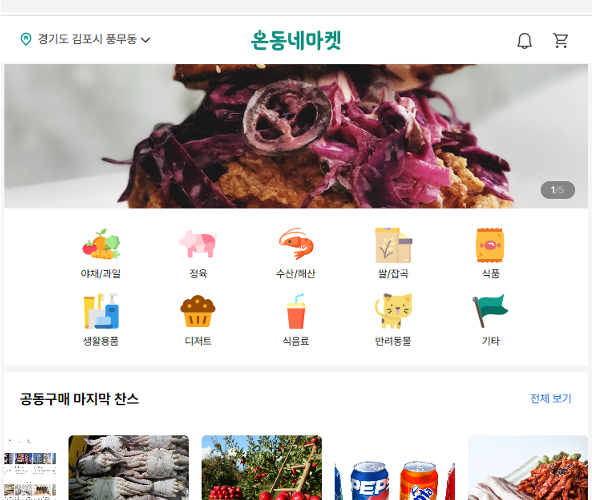 경기도 김포시 풍무동
온동네마켓
1/5
야채/과일
정육
수산/해산
쌀/잡곡
식품
생활용품
디저트
식음료
반려동물
기타
공동구매 마지막 찬스
전체 보기
PEPS